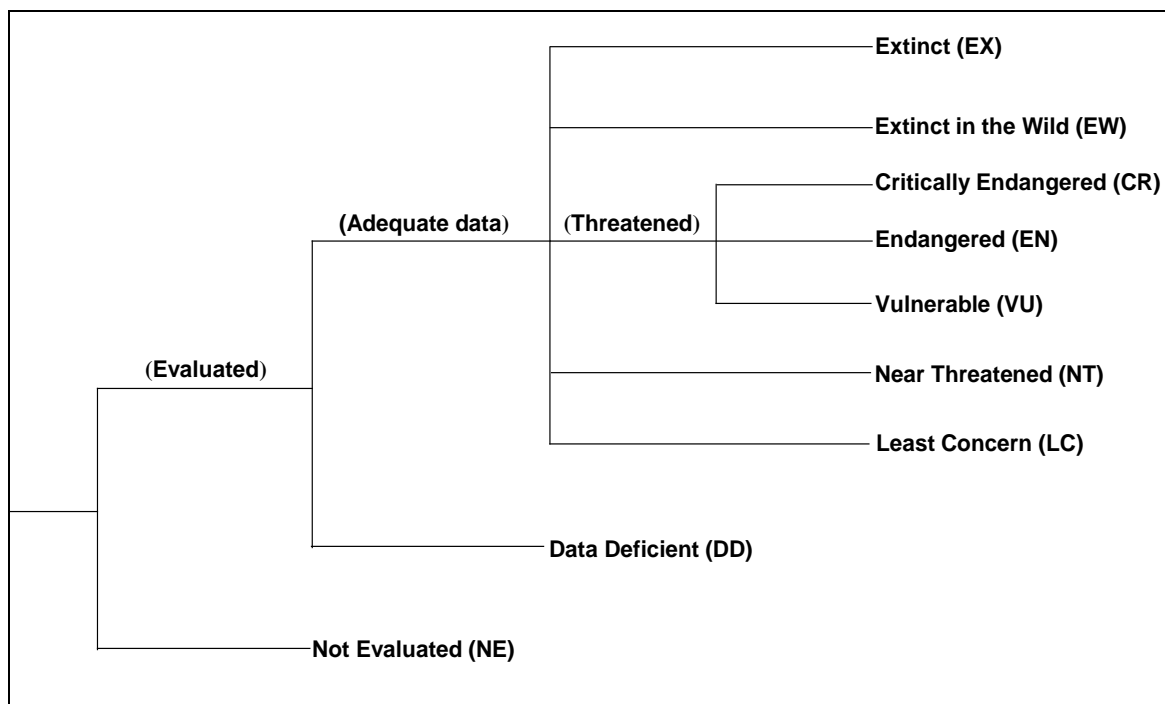 Extinct (EX)
Extinct in the Wild (EW)
Critically Endangered (CR)
(Adequate data)
(Threatened)
Endangered (EN)
Vulnerable (VU)
(Evaluated)
Near Threatened (NT)
Least Concern (LC)
Data Deficient (DD)
Not Evaluated (NE)